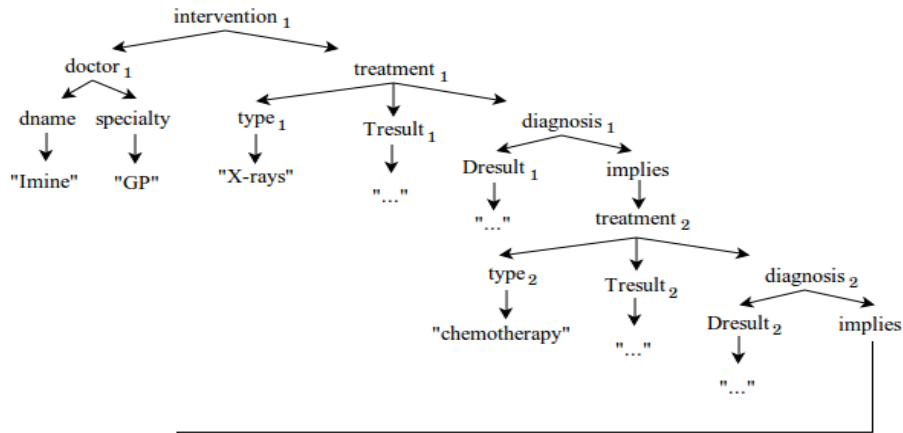 intervention 1
doctor 1 treatment 1
dname specialty type 1 Tresult 1 diagnosis 1
"Imine" "GP" "X-rays" "..." Dresult 1 implies
"..." treatment 2
type 2 Tresult 2 diagnosis 2
"chemotherapy" "..." Dresult 2 implies
"..."